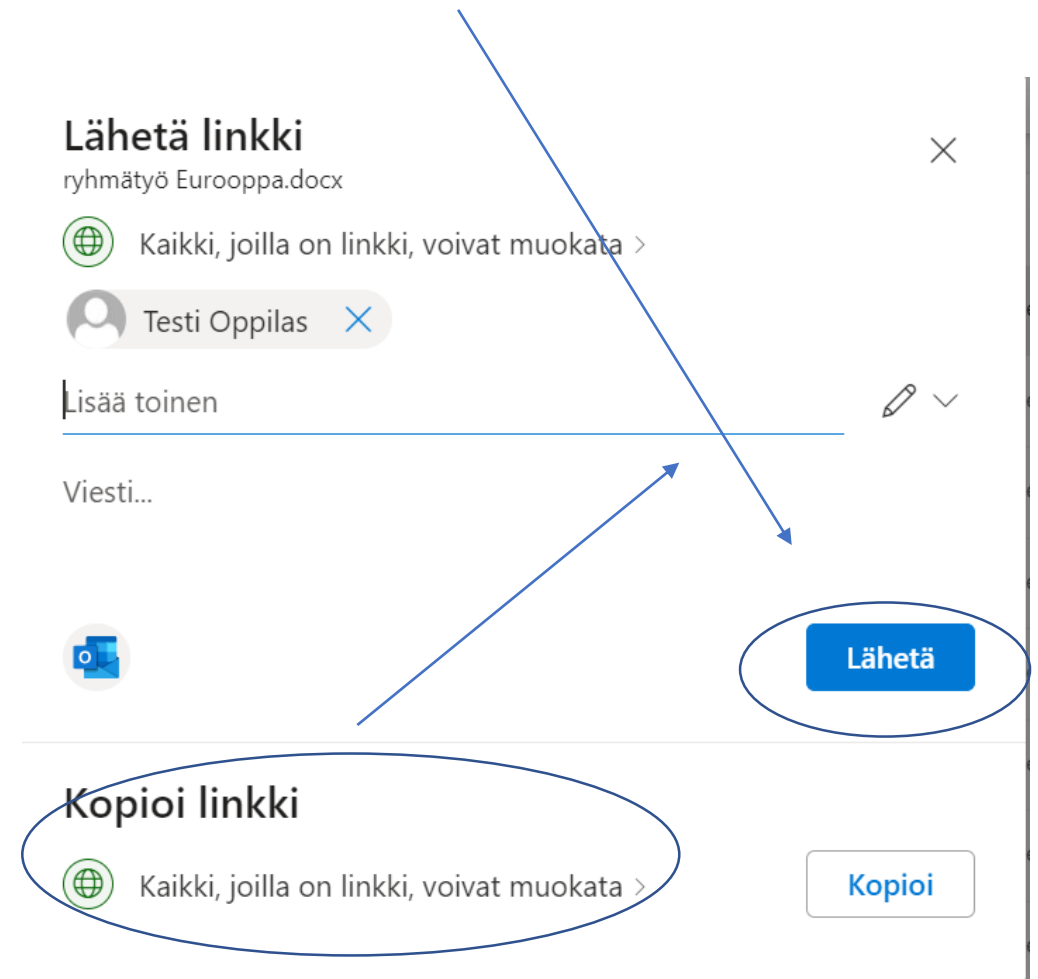 Lähetä linkki
ryhmätyö Eurooppa.docx
Kaikki, joilla on linkki, voivat muokata >
Testi Oppilas
Lisää toinen
Viesti...
Lähetä
Kopioi linkki
Kaikki, joilla on linkki, voivat muokata >
Kopioi